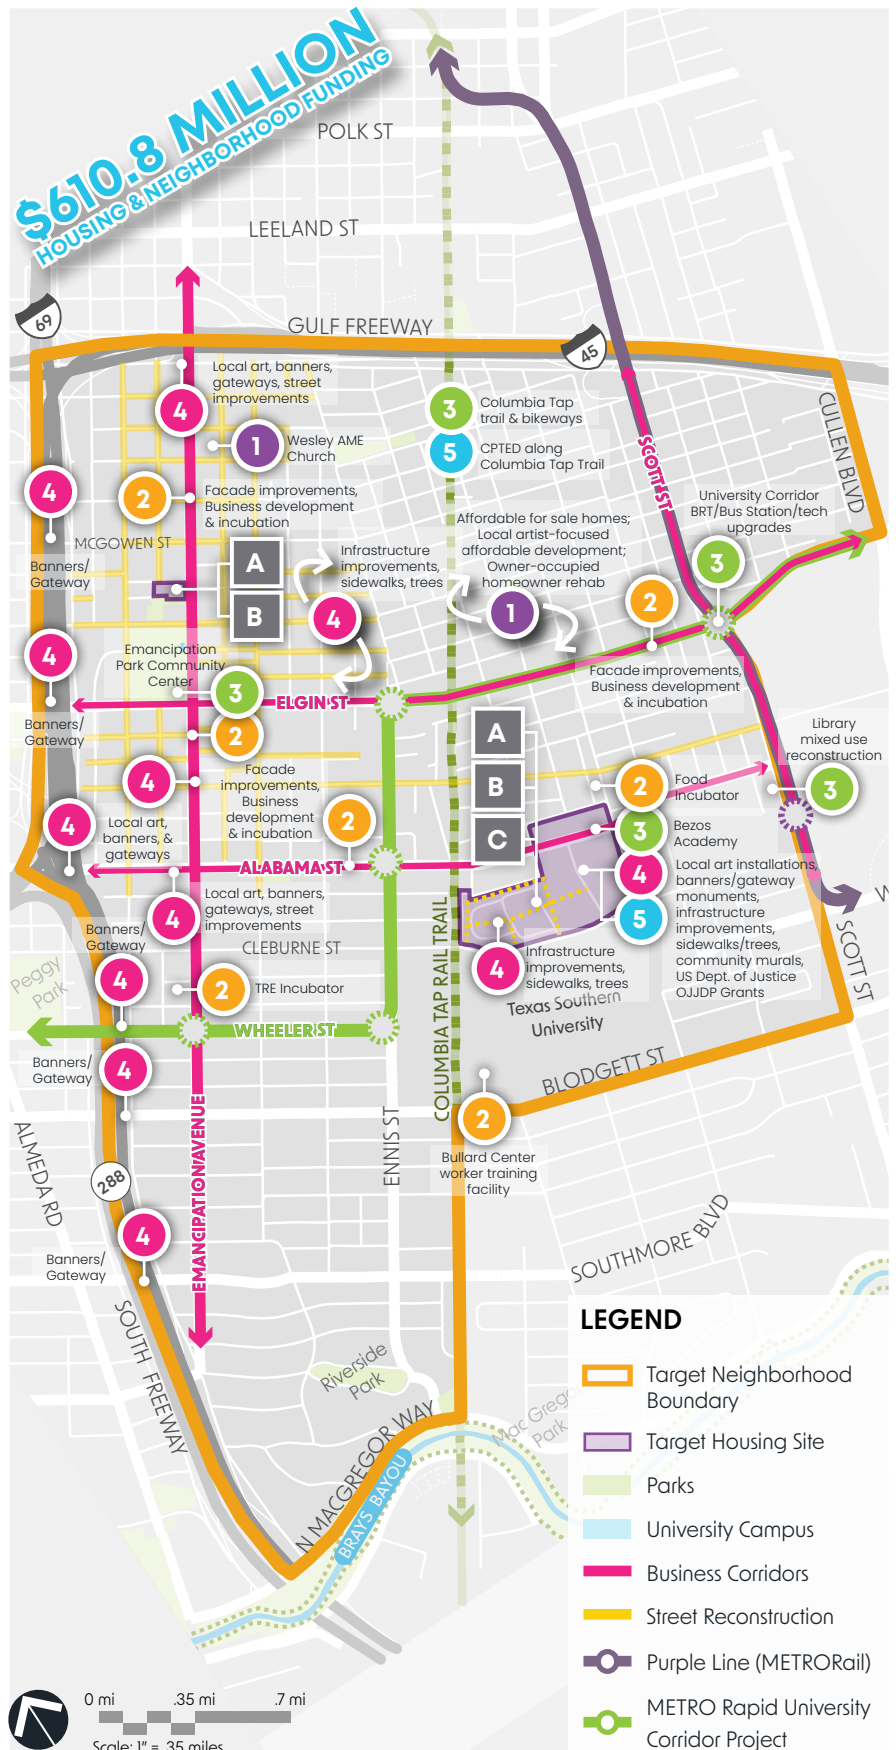 $610.8 MILLION
HOUSING & NEIGHBORHOOD FUNDING
POLK ST
LEELAND ST
69
GULF FREEWAY
45
Local art, banners,
gateways, street
improvements
4
3
Columbia Tap
trail & bikeways
CULLEN BLVD
1
Wesley AME
Church
5
CPTED along
Columbia Tap Trail
SCOTT ST
4
2
Facade improvements,
Business development
& incubation
University Corridor
BRT/Bus Station/tech
upgrades
Affordable for sale homes;
Local artist-focused
affordable development;
Owner-occupied
homeowner rehab
MCGOWEN ST
Banners/
Gateway
A
B
Infrastructure
improvements,
sidewalks, trees
3
4
1
2
Emancipation
Park Community
Center
4
Facade improvements,
Business development
& incubation
3
ELGIN ST
Banners/
Gateway
2
A
B
C
Library
mixed use
reconstruction
4
Facade
improvements,
Business
development
& incubation
2
Food
Incubator
3
4
Local art,
banners, &
gateways
2
3
Bezos
Academy
ALABAMA ST
4
Local art installations,
banners/gateway
monuments,
infrastructure
improvements,
sidewalks/trees,
community murals,
US Dept. of Justice
OJJDP Grants
4
Local art, banners,
gateways, street
improvements
5
Banners/
Gateway
CLEBURNE ST
COLUMBIA TAP RAIL TRAIL
4
Infrastructure
improvements,
sidewalks, trees
SCOTT ST
W
Peggy
Park
4
2
TRE Incubator
Texas Southern
University
WHEELER ST
Banners/
Gateway
4
BLODGETT ST
2
Bullard Center
worker training
facility
ALMEDA RD
288
EMANCIPATION AVENUE
ENNIS ST
4
Banners/
Gateway
SOUTHMORE BLVD
SOUTH FREEWAY
Riverside
Park
N MACGREGOR WAY
Mac Grego
Park
BRAYS BAYOU
LEGEND
Target Neighborhood
Boundary
Target Housing Site
Parks
University Campus
Business Corridors
Street Reconstruction
Purple Line (METRORail)
METRO Rapid University
Corridor Project
0 mi .35 mi .7 mi
Scale: 1" = .35 miles